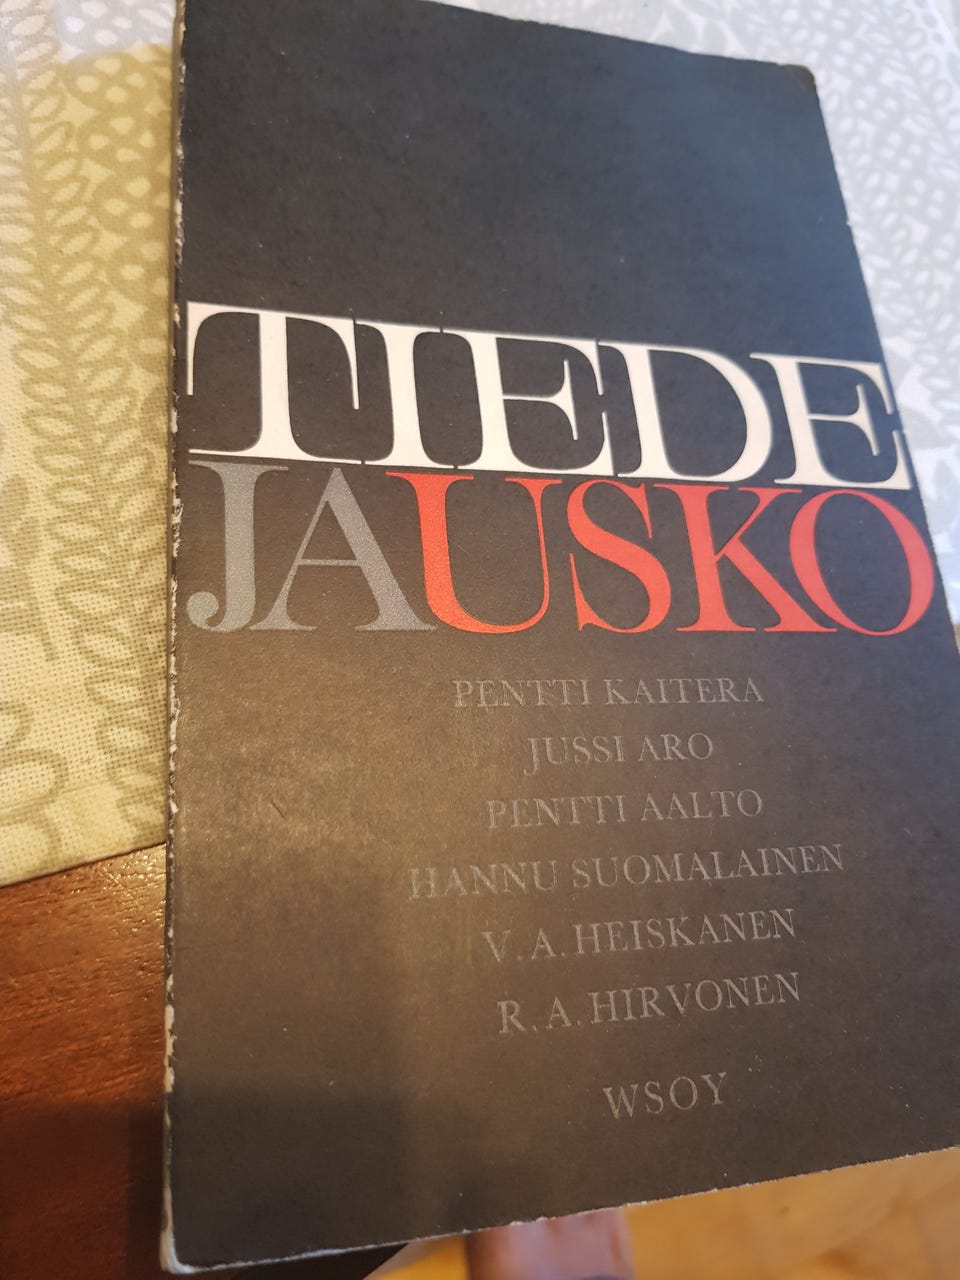 TIEDE
JA USKO
PENTTI KAITERA
JUSSI ARO
PENTTI AALTO
HANNU SUOMALAINEN
V. A. HEISKANEN
R. A. HIRVONEN
WSOY